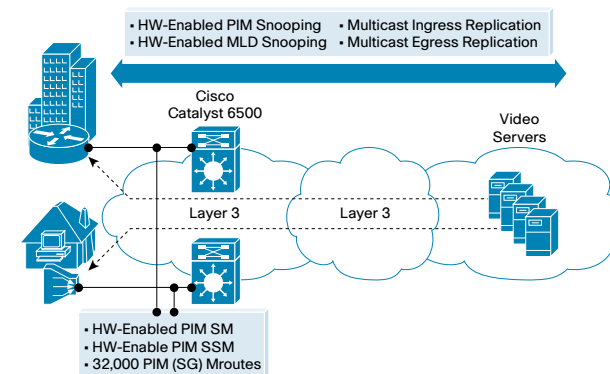 ▪ HW-Enabled PIM Snooping ▪ Multicast Ingress Replication
▪ HW-Enabled MLD Snooping ▪ Multicast Egress Replication
Cisco
Catalyst 6500
Video
Servers
Layer 3 Layer 3
▪ HW-Enabled PIM SM
▪ HW-Enable PIM SSM
▪ 32,000 PIM (SG) Mroutes